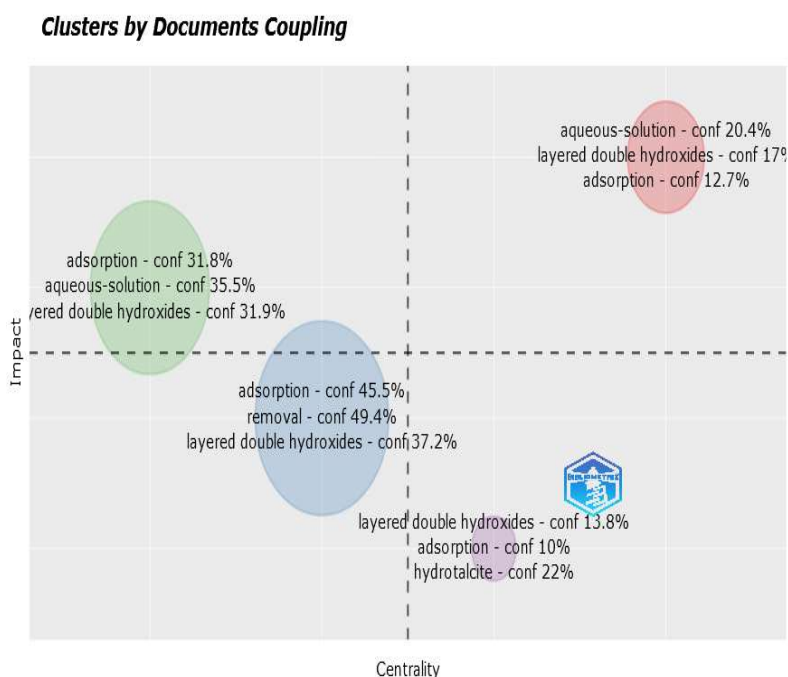 Clusters by Documents Coupling
aqueous-solution - conf 20.4%
layered double hydroxides - conf 17%
adsorption - conf 12.7%
adsorption - conf 31.8%
aqueous-solution - conf 35.5%
yered double hydroxides - conf 31.9%
Impact
adsorption - conf 45.5%
removal - conf 49.4%
layered double hydroxides - conf 37.2%
BIBLIOMETRIX
layered double hydroxides - conf 13.8%
adsorption - conf 10%
hydrotalcite - conf 22%
Centrality